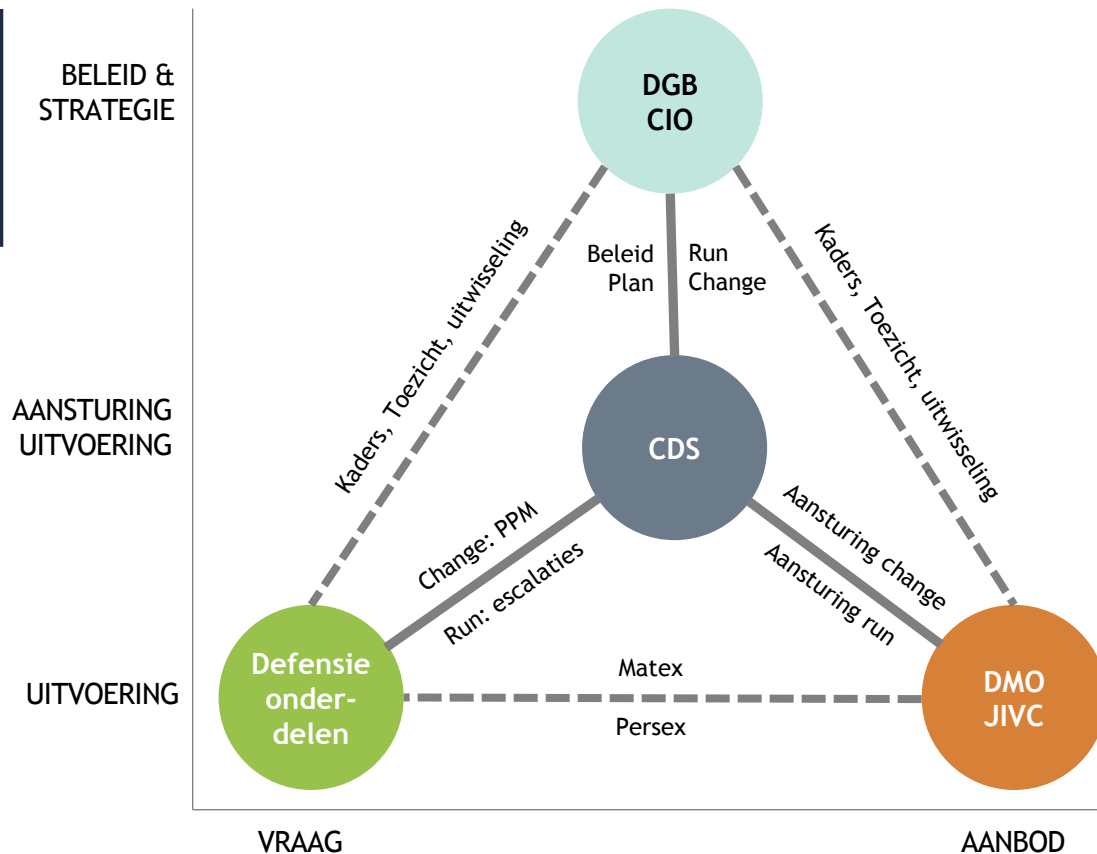 BELEID &
STRATEGIE
DGB
CIO
Kaders, Toezicht, uitwisseling
Beleid
Plan
Run
Change
Kaders, Toezicht, uitwisseling
AANSTURING
UITVOERING
CDS
Change: PPM
Run: escalaties
Aansturing change
Aansturing run
UITVOERING
Defensie
onder-
delen
Matex
Persex
DMO
JIVC
VRAAG
AANBOD